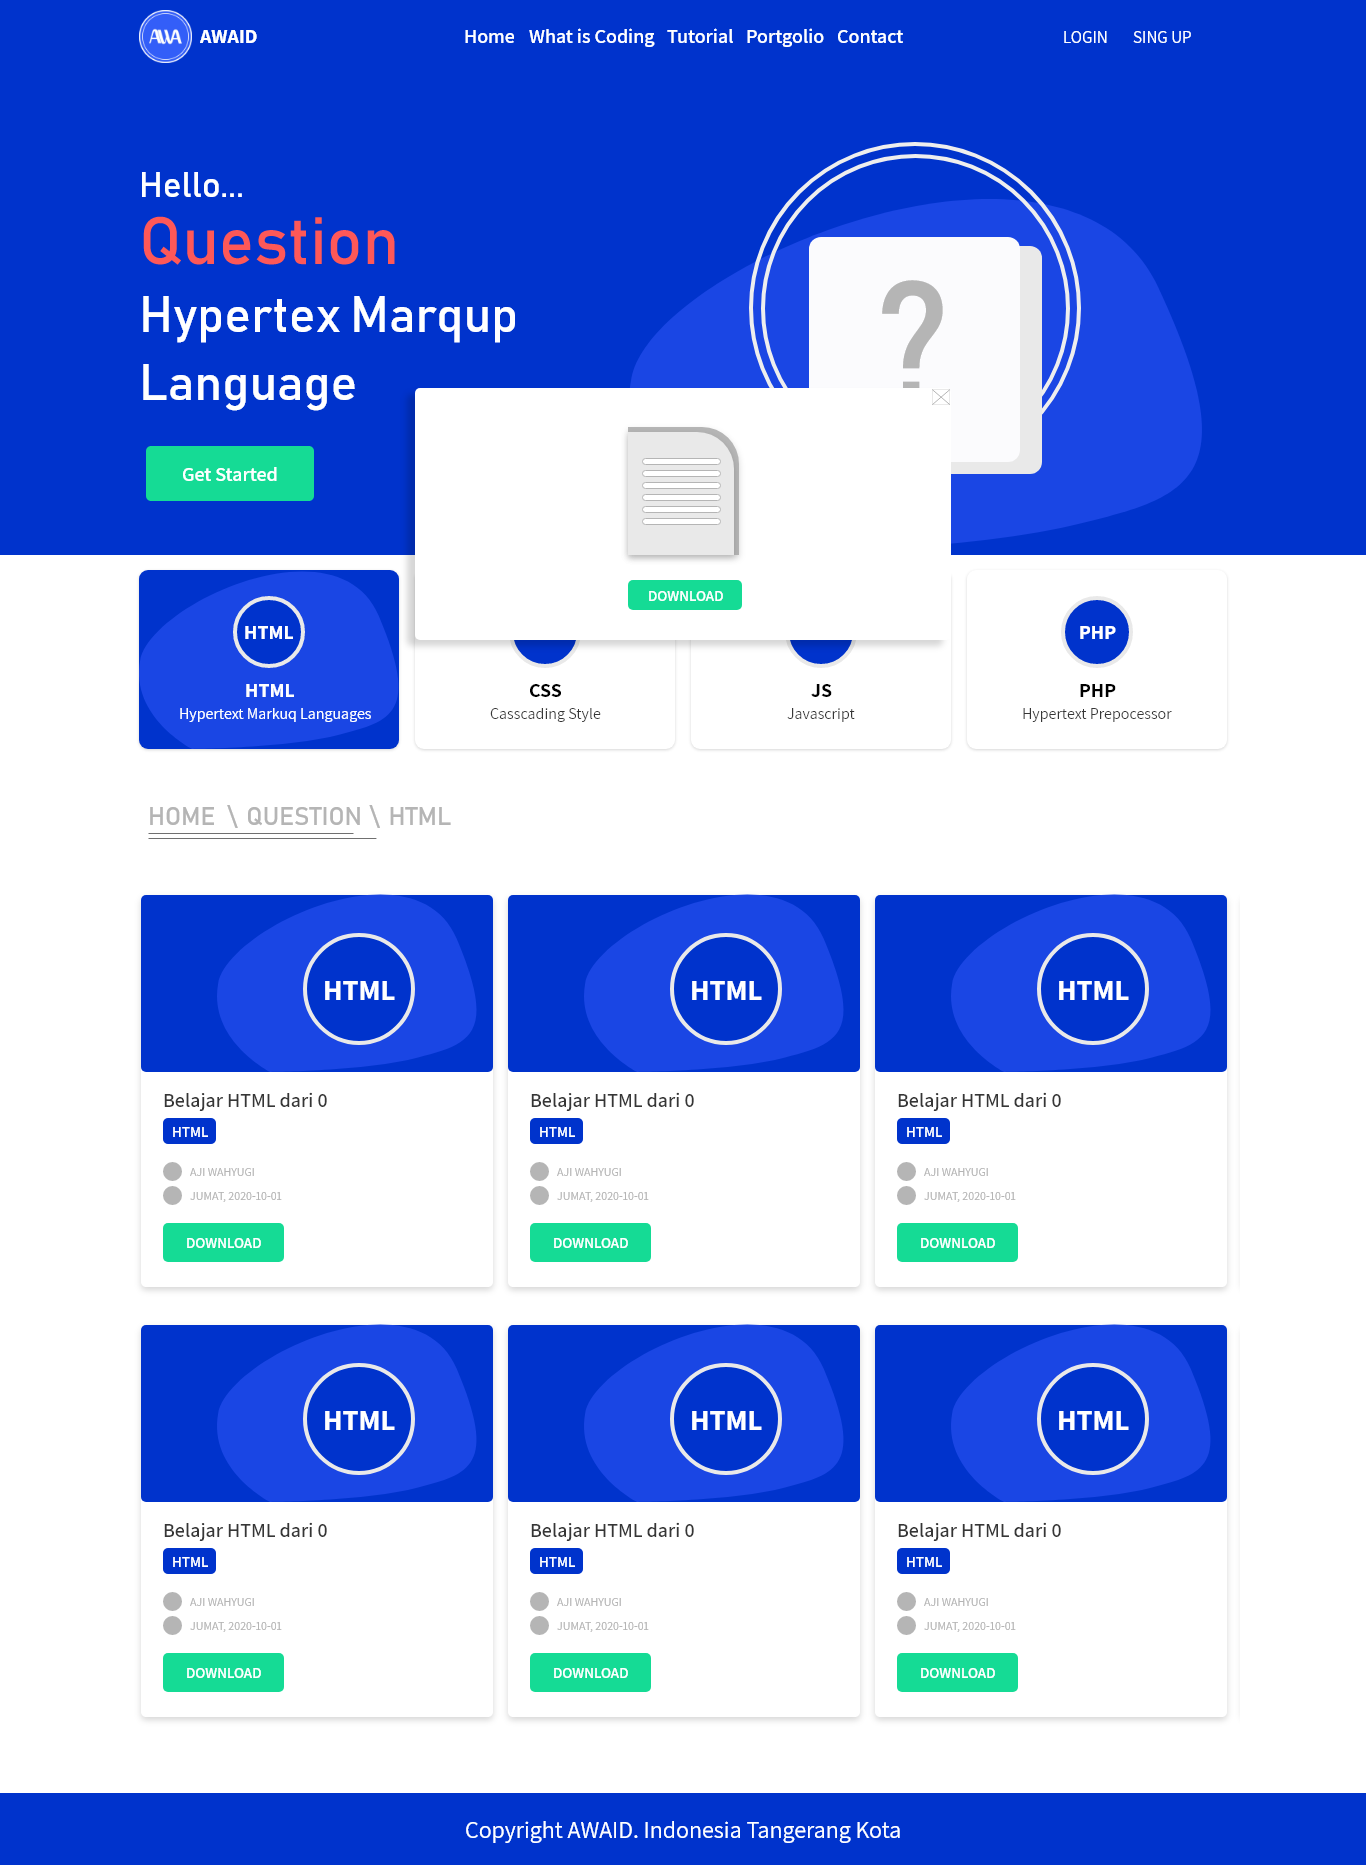 AWA AWAID Home What is Coding Tutorial Portgolio Contact LOGIN SING UP
Hello...
Question
Hypertex Marqup
Language
?
Get Started
DOWNLOAD
HTML
HTML
Hypertext Markuq Languages
CSS
Casscading Style
JS
Javascript
PHP
PHP
Hypertext Prepocessor
HOME \ QUESTION \ HTML
HTML
Belajar HTML dari 0
HTML
AJI WAHYUGI
JUMAT, 2020-10-01
DOWNLOAD
HTML
Belajar HTML dari 0
HTML
AJI WAHYUGI
JUMAT, 2020-10-01
DOWNLOAD
HTML
Belajar HTML dari 0
HTML
AJI WAHYUGI
JUMAT, 2020-10-01
DOWNLOAD
HTML
Belajar HTML dari 0
HTML
AJI WAHYUGI
JUMAT, 2020-10-01
DOWNLOAD
HTML
Belajar HTML dari 0
HTML
AJI WAHYUGI
JUMAT, 2020-10-01
DOWNLOAD
HTML
Belajar HTML dari 0
HTML
AJI WAHYUGI
JUMAT, 2020-10-01
DOWNLOAD
Copyright AWAID. Indonesia Tangerang Kota